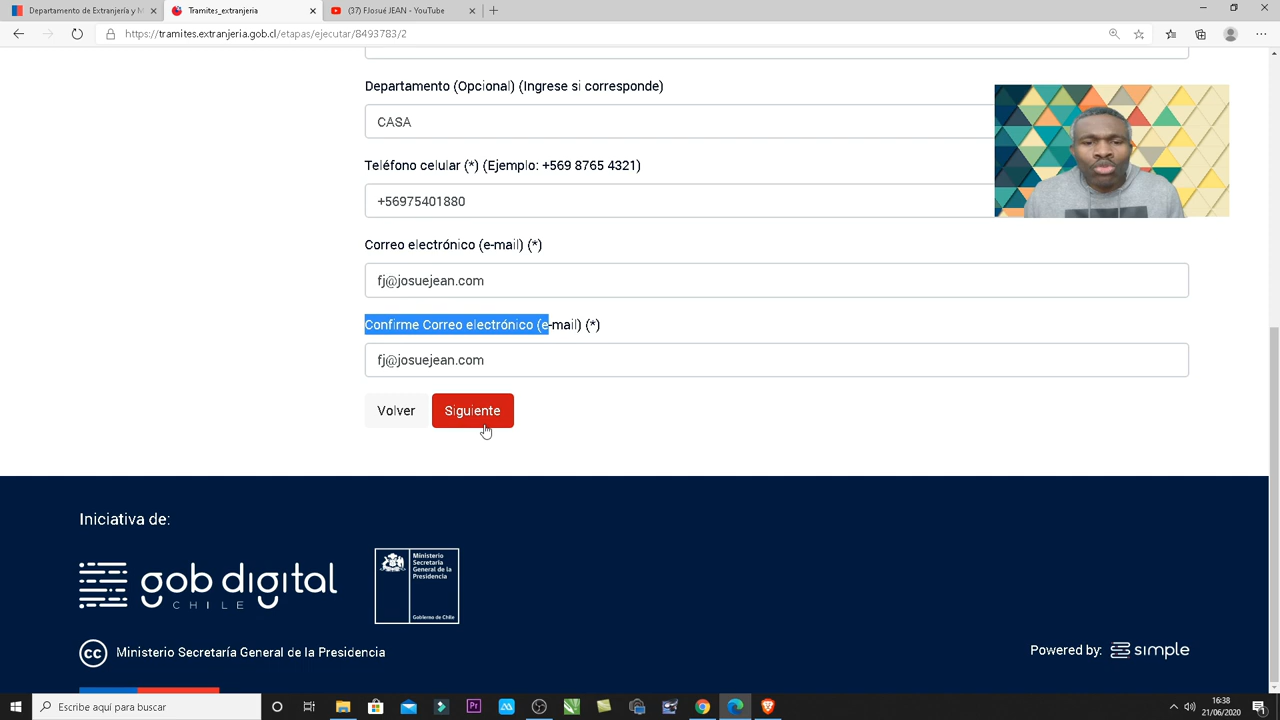 Departamento de Extranjería y M
Tramites_extranjeria
(37) FJosué JEAN - YouTube
https://tramites.extranjeria.gob.cl/etapas/ejecutar/8493783/2
Departamento (Opcional) (Ingrese si corresponde)
CASA
Teléfono celular (*) (Ejemplo: +569 8765 4321)
+56975401880
Correo electrónico (e-mail) (*)
fj@josuejean.com
Confirme Correo electrónico (e-mail) (*)
fj@josuejean.com
Volver
Siguiente
Iniciativa de:
gob digital
CHILE
Ministerio
Secretaría
General de la
Presidencia
Gobierno de Chile
cc
Ministerio Secretaría General de la Presidencia
Powered by:
simple
Escribe aquí para buscar
Pr
16:38
21/06/2020